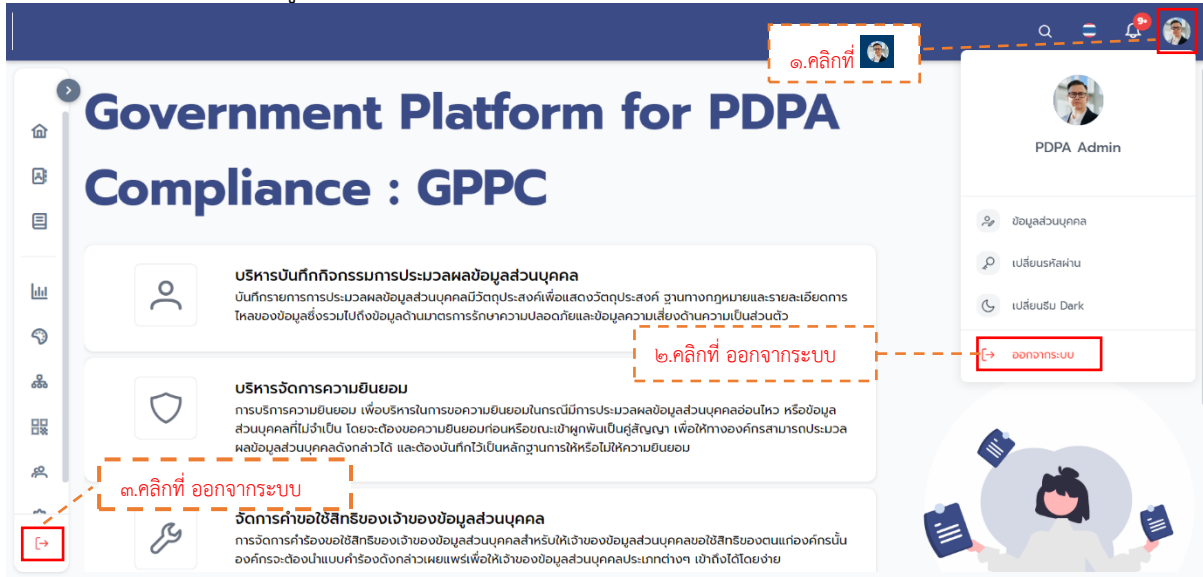 9+
๑.คลิกที่
Government Platform for PDPA
Compliance : GPPC
PDPA Admin
ข้อมูลส่วนบุคคล
เปลี่ยนรหัสผ่าน
เปลี่ยนธีม Dark
ออกจากระบบ
บริหารบันทึกกิจกรรมการประมวลผลข้อมูลส่วนบุคคล
บันทึกรายการการประมวลผลข้อมูลส่วนบุคคลมีวัตถุประสงค์เพื่อแสดงวัตถุประสงค์ ฐานทางกฎหมายและรายละเอียดการ
ไหลของข้อมูลซึ่งรวมไปถึงข้อมูลด้านมาตรการรักษาความปลอดภัยและข้อมูลความเสี่ยงด้านความเป็นส่วนตัว
๒.คลิกที่ ออกจากระบบ
บริหารจัดการความยินยอม
การบริการความยินยอม เพื่อบริหารในการขอความยินยอมในกรณีมีการประมวลผลข้อมูลส่วนบุคคลอ่อนไหว หรือข้อมูล
ส่วนบุคคลที่ไม่จำเป็น โดยจะต้องขอความยินยอมก่อนหรือขณะเข้าผูกพันเป็นคู่สัญญา เพื่อให้ทางองค์กรสามารถประมวล
ผลข้อมูลส่วนบุคคลดังกล่าวได้ และต้องบันทึกไว้เป็นหลักฐานการให้หรือไม่ให้ความยินยอม
๓.คลิกที่ ออกจากระบบ
จัดการคำขอใช้สิทธิของเจ้าของข้อมูลส่วนบุคคล
การจัดการคำร้องขอใช้สิทธิของเจ้าของข้อมูลส่วนบุคคลสำหรับให้เจ้าของข้อมูลส่วนบุคคลขอใช้สิทธิของตนแก่องค์กรนั้น
องค์กรจะต้องนำแบบคำร้องดังกล่าวเผยแพร่เพื่อให้เจ้าของข้อมูลส่วนบุคคลประเภทต่างๆ เข้าถึงได้โดยง่าย